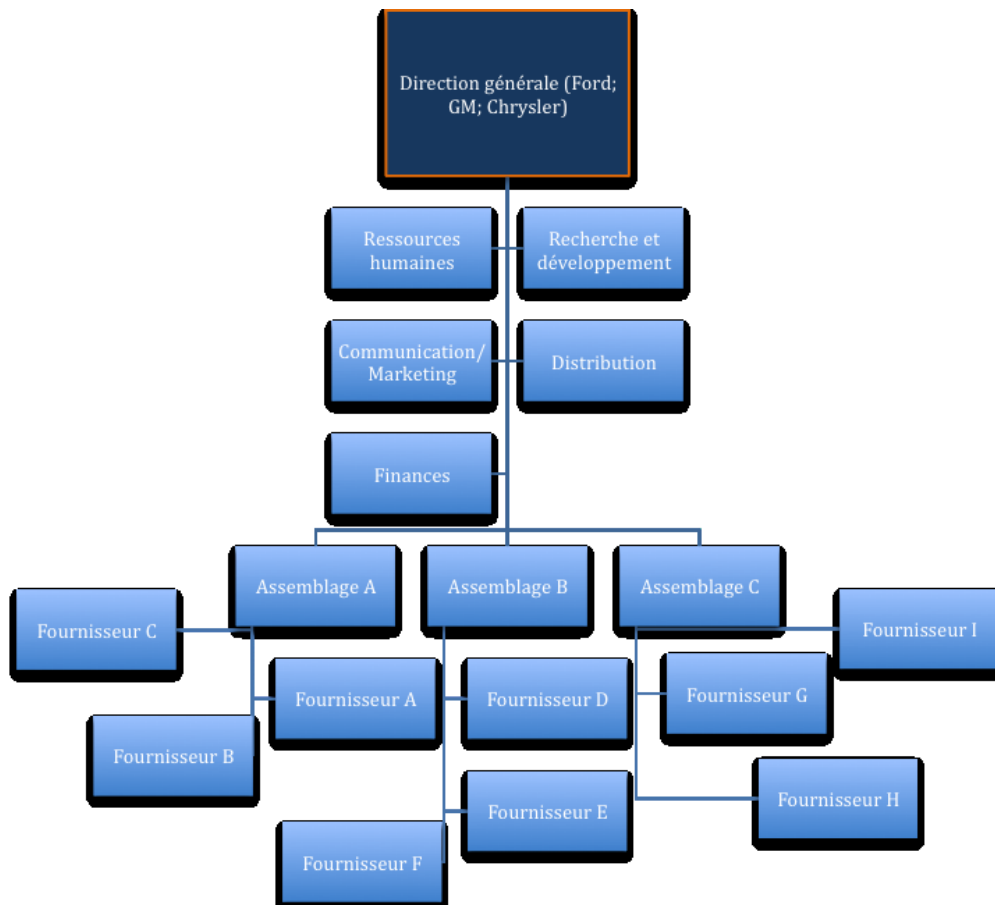 Direction générale (Ford;
GM; Chrysler)
Ressources
humaines
Recherche et
développement
Communication/
Marketing
Distribution
Finances
Assemblage A
Assemblage B
Assemblage C
Fournisseur C
Fournisseur I
Fournisseur A
Fournisseur D
Fournisseur G
Fournisseur B
Fournisseur E
Fournisseur H
Fournisseur F